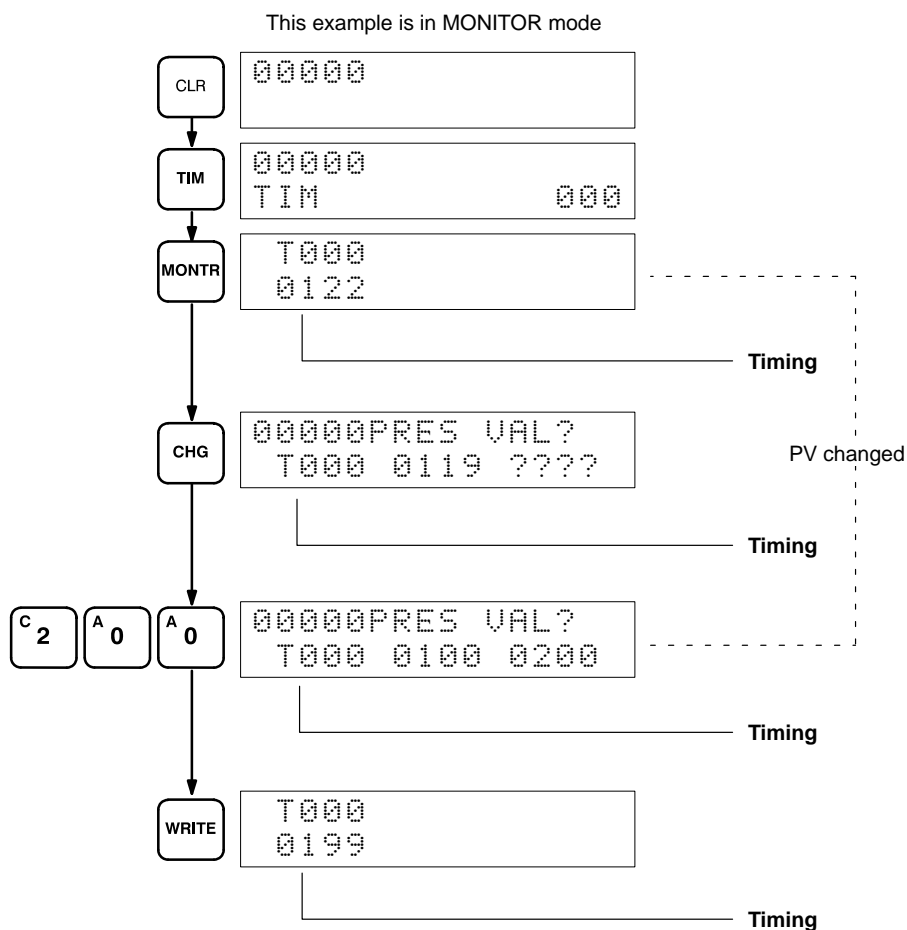 This example is in MONITOR mode
CLR
00000
TIM
00000
TIM 000
MONTR
T000
0122
Timing
CHG
00000PRES VAL?
T000 0119 ????
PV changed
Timing
C 2
A 0
A 0
00000PRES VAL?
T000 0100 0200
Timing
WRITE
T000
0199
Timing